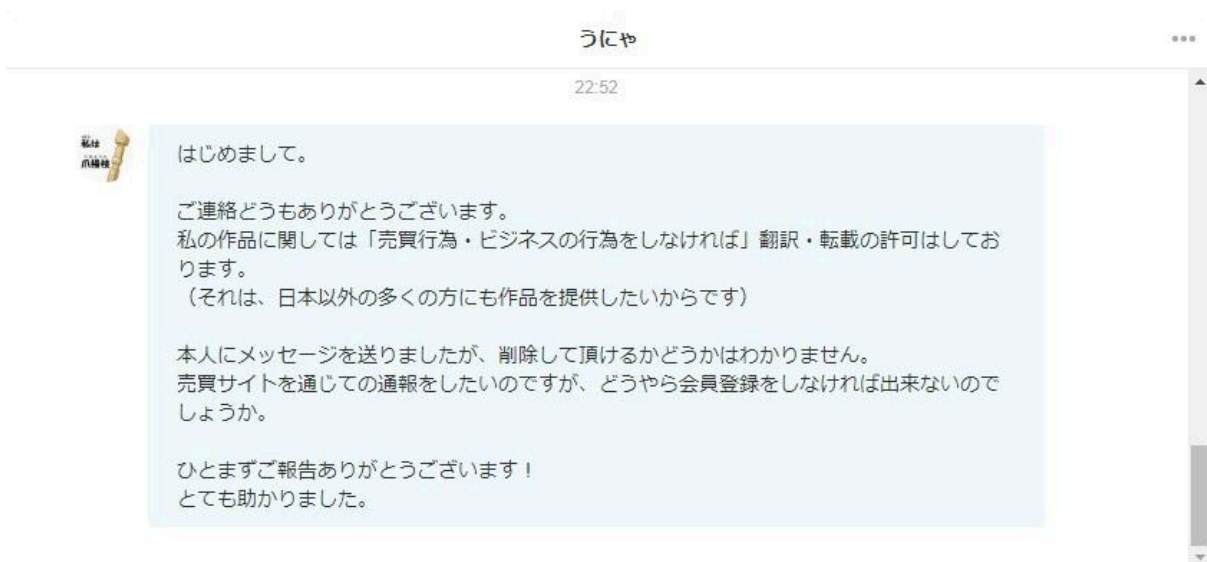 うにゃ
22:52
私は
爪楊枝
はじめまして。
ご連絡どうもありがとうございます。
私の作品に関しては「売買行為・ビジネスの行為をしなければ」翻訳・転載の許可はしてお
ります。
（それは、日本以外の多くの方にも作品を提供したいからです）
本人にメッセージを送りましたが、削除して頂けるかどうかはわかりません。
売買サイトを通じての通報をしたいのですが、どうやら会員登録をしなければ出来ないので
しょうか。
ひとまずご報告ありがとうございます！
とても助かりました。